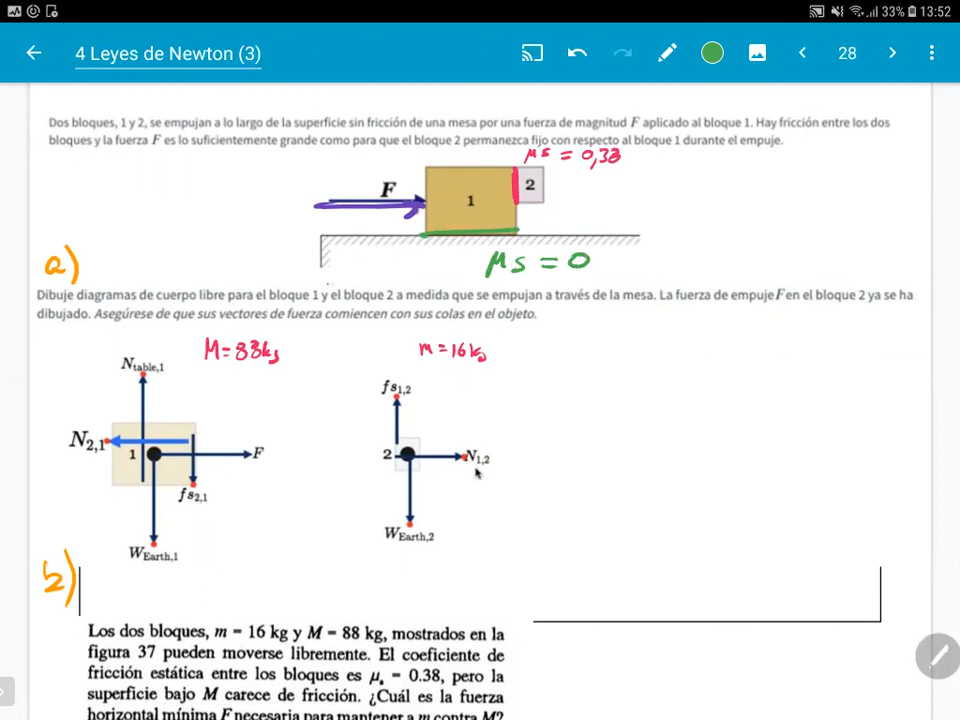 33% 13:52
4 Leyes de Newton (3) 28
Dos bloques, 1 y 2, se empujan a lo largo de la superficie sin fricción de una mesa por una fuerza de magnitud F aplicado al bloque 1. Hay fricción entre los dos
bloques y la fuerza F es lo suficientemente grande como para que el bloque 2 permanezca fijo con respecto al bloque 1 durante el empuje.
μs = 0,38
F
1
2
μs = 0
a)
Dibuje diagramas de cuerpo libre para el bloque 1 y el bloque 2 a medida que se empujan a través de la mesa. La fuerza de empuje F en el bloque 2 ya se ha
dibujado. Asegúrese de que sus vectores de fuerza comiencen con sus colas en el objeto.
M=88kg
m=16kg
Ntable,1
fs1,2
N2,1
1
F
2
N1,2
fs2,1
WEarth,1
WEarth,2
b)
Los dos bloques, m = 16 kg y M = 88 kg, mostrados en la
figura 37 pueden moverse libremente. El coeficiente de
fricción estática entre los bloques es μs = 0.38, pero la
superficie bajo M carece de fricción. ¿Cuál es la fuerza
horizontal mínima F necesaria para mantener a m contra M?